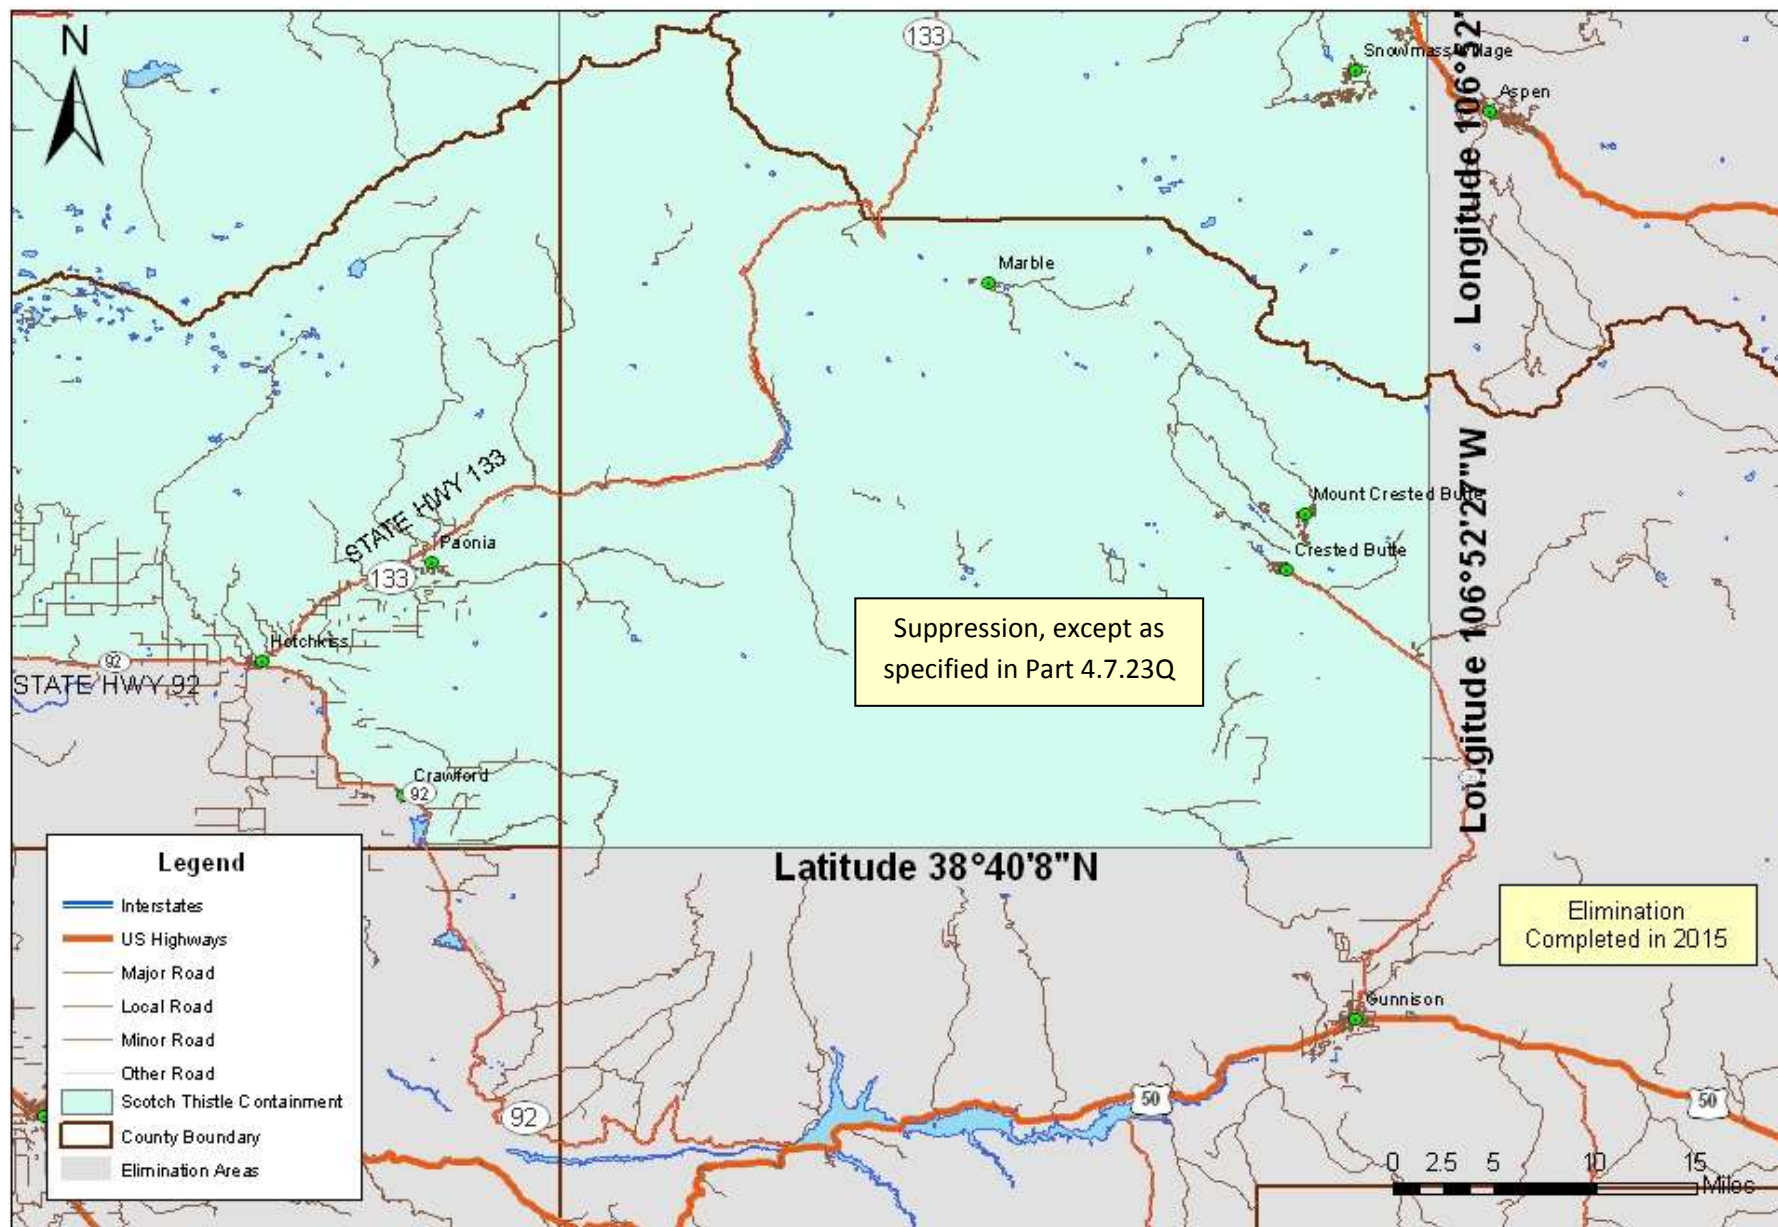 N
133
Snowmass Village
Aspen
Longitude 106°52'
Marble
STATE HWY 133
Paonia
133
Mount Crested Butte
Crested Butte
Longitude 106°52'27"W
Hotchkiss
92
STATE HWY 92
Suppression, except as
specified in Part 4.7.23Q
Crawford
92
Latitude 38°40'8"N
Legend
Interstates
US Highways
Major Road
Local Road
Minor Road
Other Road
Scotch Thistle Containment
County Boundary
Elimination Areas
Elimination
Completed in 2015
Gunnison
92
50
50
0 2.5 5 10 15
Miles